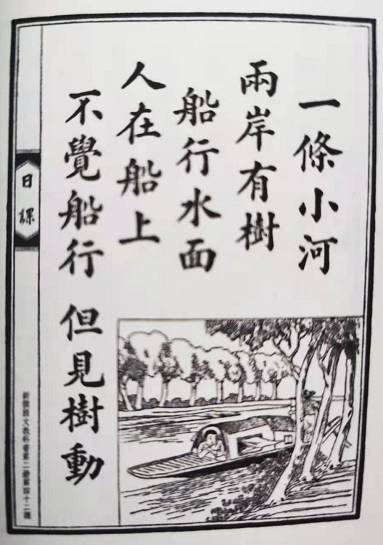 一條小河
兩岸有樹
船行水面
人在船上
不覺船行 但見樹動
日課
新撰國文教科書第二冊第四十二課